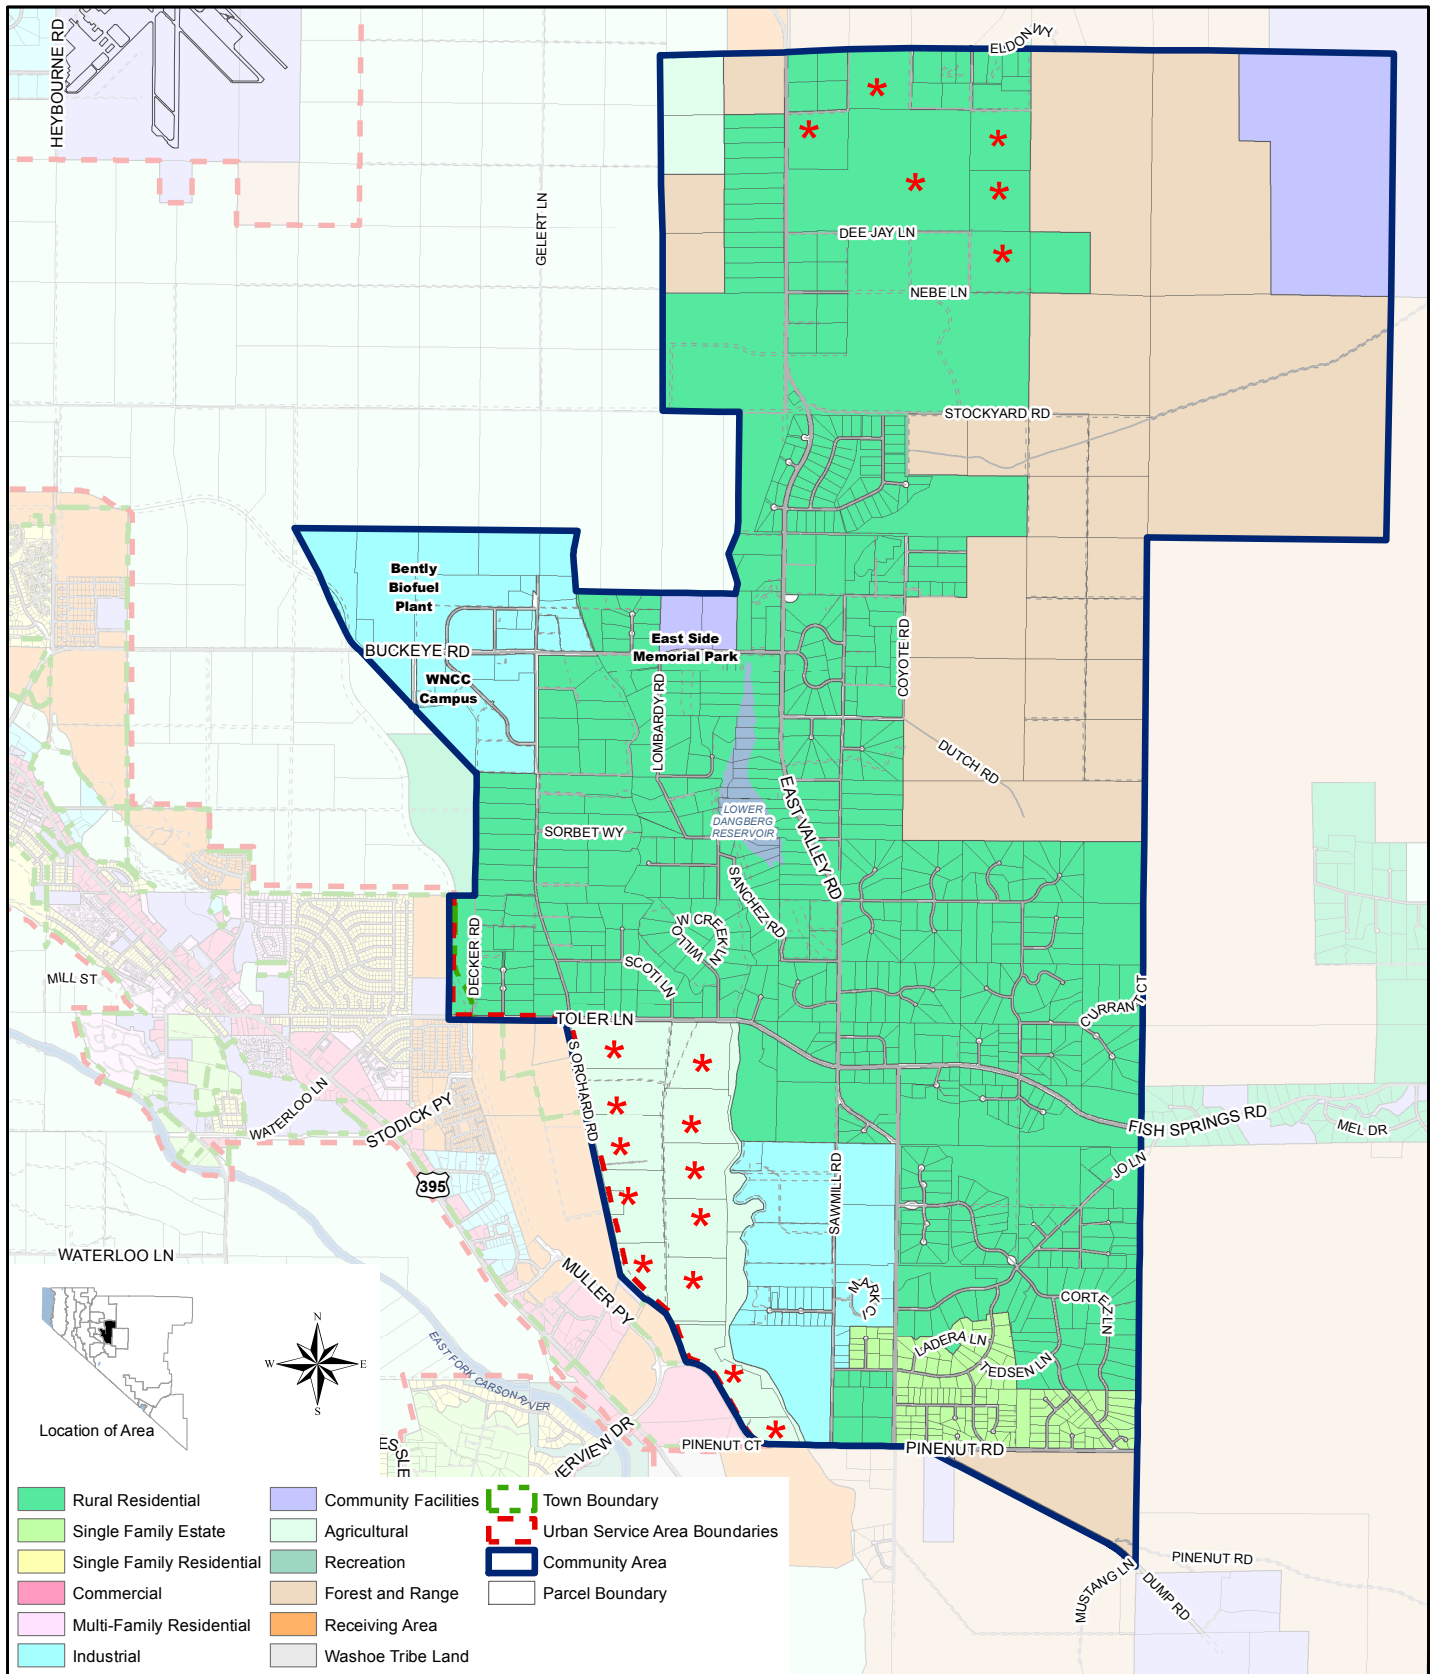 HEYBOURNE RD
ELDON WY
GELERT LN
DEE JAY LN
NEBE LN
STOCKYARD RD
Bently
Biofuel
Plant
BUCKEYE RD
East Side
Memorial Park
WNCC
Campus
LOMBARDY RD
COYOTE RD
DUTCH RD
EAST VALLEY RD
LOWER
DANGBERG
RESERVOIR
SORBET WY
SANCHEZ RD
WILLOW CREEK LN
SCOTI LN
DECKER RD
MILL ST
CURRANT CT
TOLER LN
S ORCHARD RD
WATERLOO LN
STODICK PY
FISH SPRINGS RD
MEL DR
JO LN
SAWMILL RD
395
WATERLOO LN
MULLER PY
MARK CI
CORTEZ LN
LADERA LN
TEDSEN LN
EAST FORK CARSON RIVER
N
W
E
S
Location of Area
ESSLE
VERVIEW DR
PINENUT CT
PINENUT RD
PINENUT RD
MUSTANG LN
DUMP RD
Rural Residential
Single Family Estate
Single Family Residential
Commercial
Multi-Family Residential
Industrial
Community Facilities
Agricultural
Recreation
Forest and Range
Receiving Area
Washoe Tribe Land
Town Boundary
Urban Service Area Boundaries
Community Area
Parcel Boundary